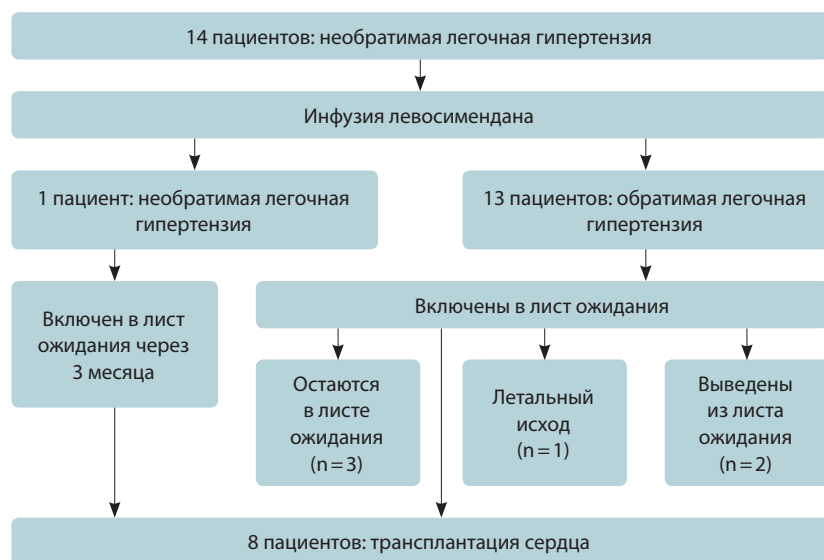 14 пациентов: необратимая легочная гипертензия
Инфузия левосимендана
1 пациент: необратимая легочная
гипертензия
13 пациентов: обратимая легочная
гипертензия
Включен в лист
ожидания через
3 месяца
Включены в лист ожидания
Остаются
в листе
ожидания
(n = 3)
Летальный
исход
(n = 1)
Выведены
из листа
ожидания
(n = 2)
8 пациентов: трансплантация сердца